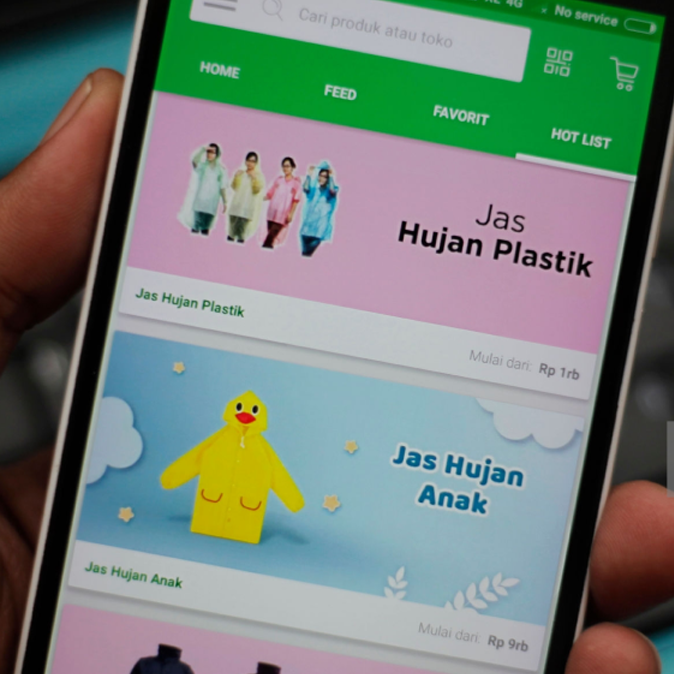 4G No service
Cari produk atau toko
HOME FEED FAVORIT HOT LIST
Jas
Hujan Plastik
Jas Hujan Plastik
Mulai dari: Rp 1rb
Jas Hujan
Anak
Jas Hujan Anak
Mulai dari: Rp 9rb